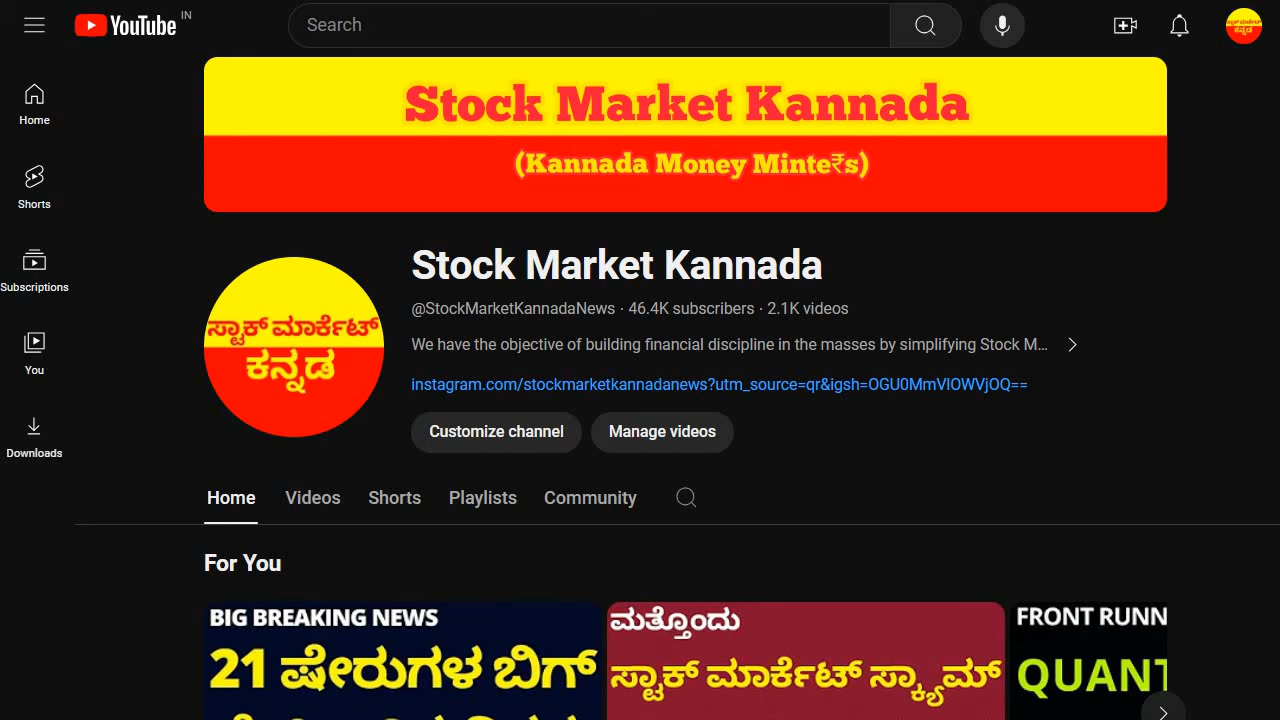 YouTube IN
Search
Home
Shorts
Subscriptions
You
Downloads
Stock Market Kannada
(Kannada Money Minte₹s)
ಸ್ಟಾಕ್ ಮಾರ್ಕೆಟ್
ಕನ್ನಡ
Stock Market Kannada
@StockMarketKannadaNews · 46.4K subscribers · 2.1K videos
We have the objective of building financial discipline in the masses by simplifying Stock M...
instagram.com/stockmarketkannadanews?utm_source=qr&igsh=OGU0MmVlOWVjOQ==
Customize channel Manage videos
Home Videos Shorts Playlists Community
For You
BIG BREAKING NEWS
21 ಷೇರುಗಳ ಬಿಗ್
ಮತ್ತೊಂದು
ಸ್ಟಾಕ್ ಮಾರ್ಕೆಟ್ ಸ್ಕ್ಯಾಮ್
FRONT RUNN
QUANT